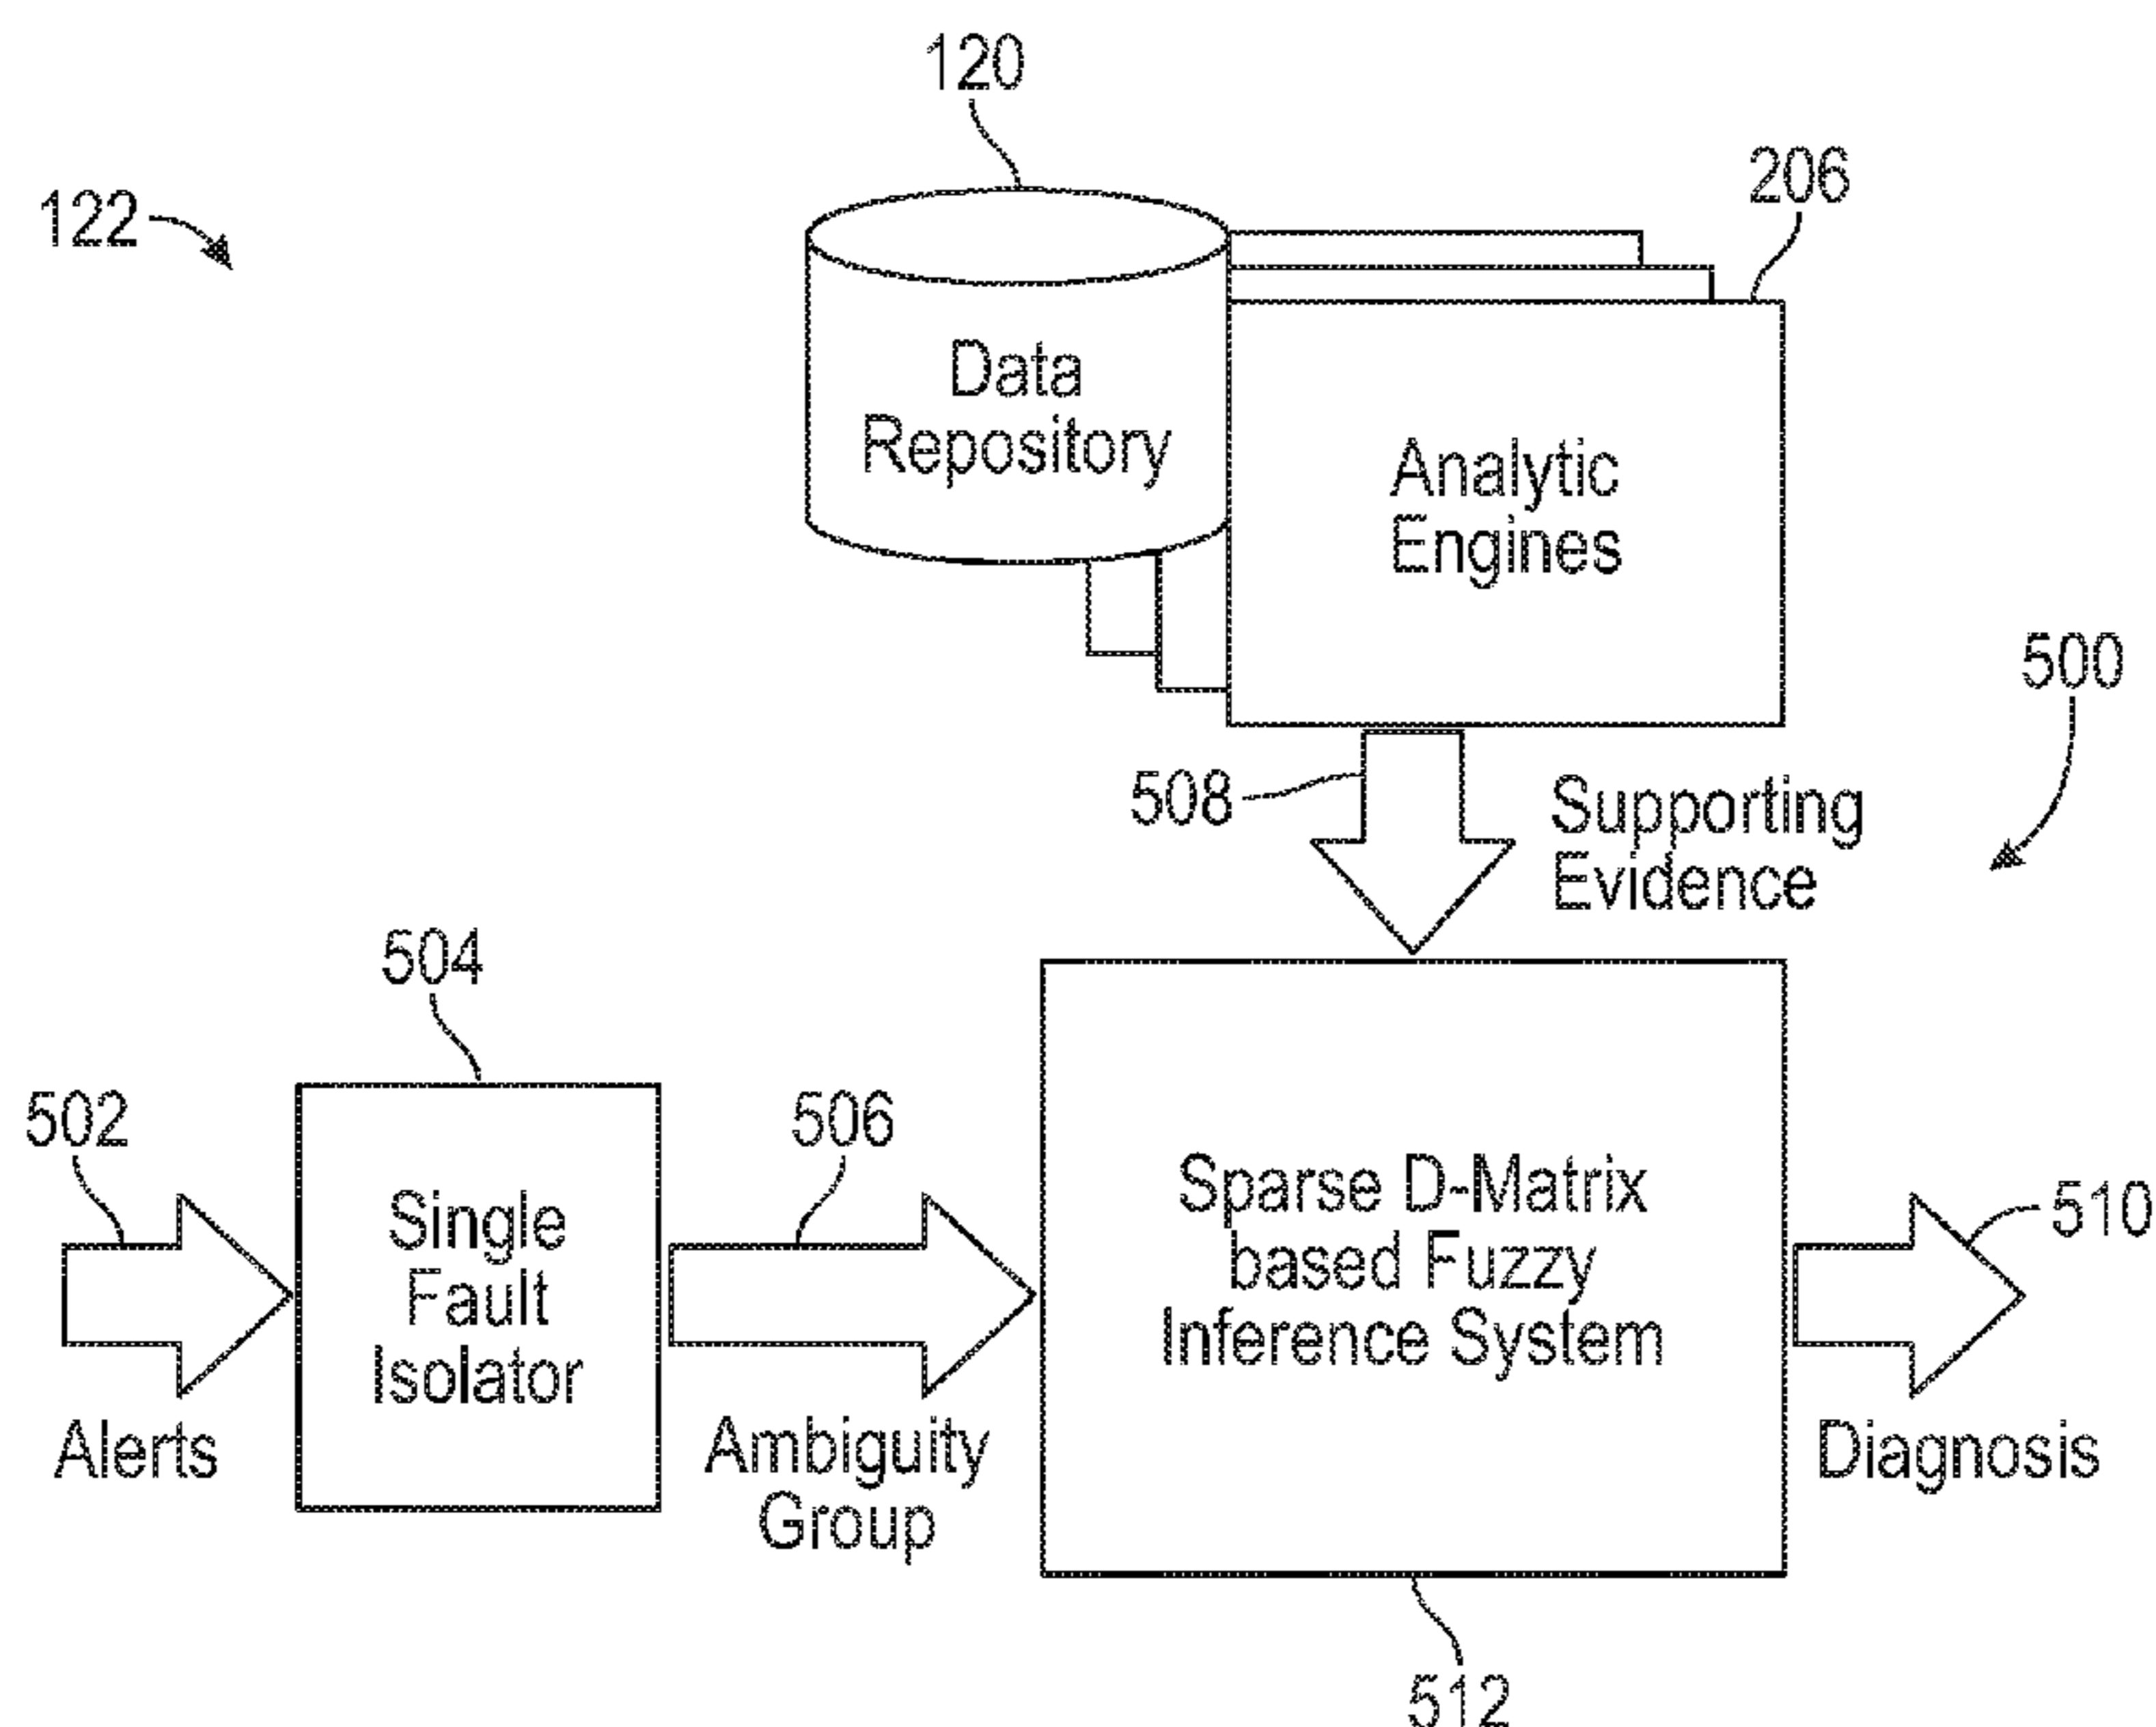 120
122
206
Data
Repository
Analytic
Engines
500
508
Supporting
Evidence
504
502
506
Single
Fault
Isolator
Sparse D-Matrix
based Fuzzy
Inference System
510
Alerts
Ambiguity
Group
Diagnosis
512